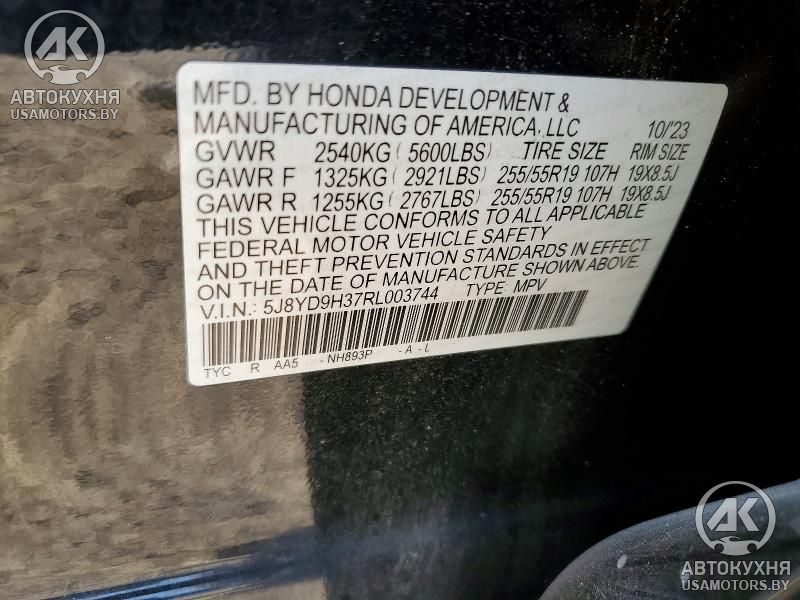 AK
АВТОКУХНЯ
USAMOTORS.BY
MFD. BY HONDA DEVELOPMENT &
MANUFACTURING OF AMERICA, LLC 10/'23
GVWR 2540KG ( 5600LBS) TIRE SIZE RIM SIZE
GAWR F 1325KG ( 2921LBS) 255/55R19 107H 19X8.5J
GAWR R 1255KG ( 2767LBS) 255/55R19 107H 19X8.5J
THIS VEHICLE CONFORMS TO ALL APPLICABLE
FEDERAL MOTOR VEHICLE SAFETY
AND THEFT PREVENTION STANDARDS IN EFFECT
ON THE DATE OF MANUFACTURE SHOWN ABOVE.
V.I.N.: 5J8YD9H37RL003744 TYPE: MPV
TYC R AA5 -NH893P -A-L
AK
АВТОКУХНЯ
USAMOTORS.BY